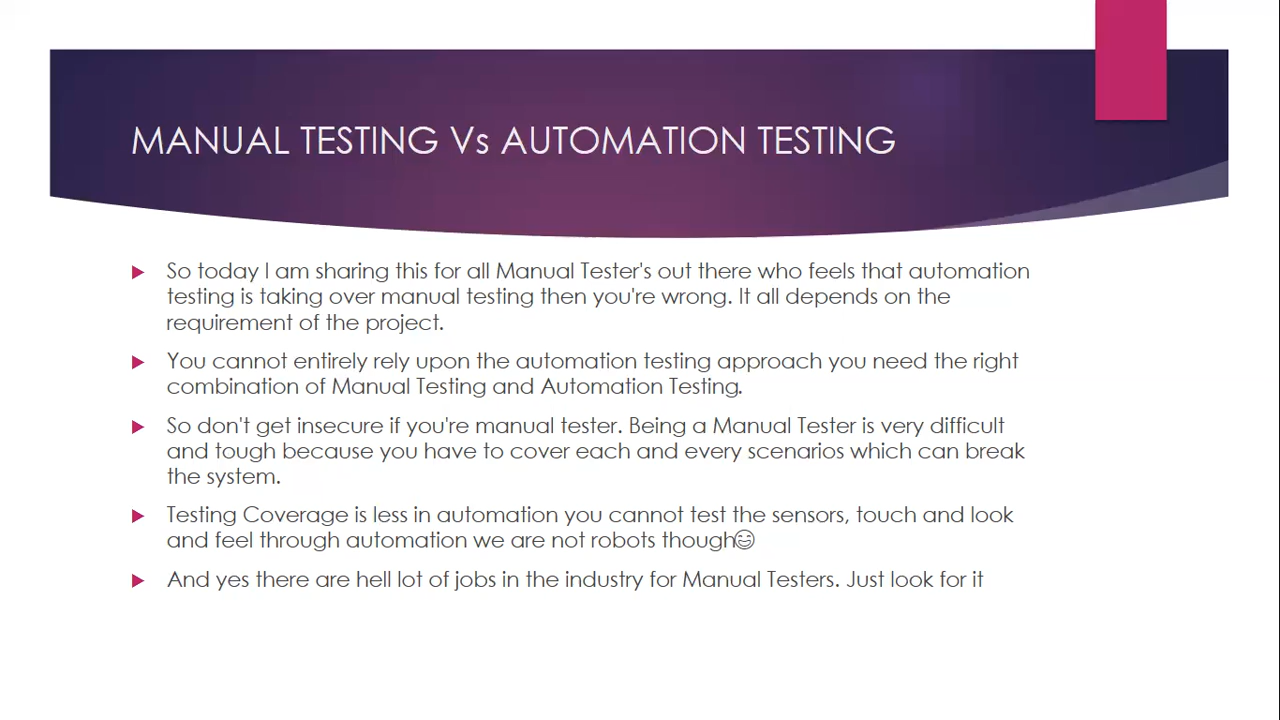 MANUAL TESTING Vs AUTOMATION TESTING
So today I am sharing this for all Manual Tester's out there who feels that automation
testing is taking over manual testing then you're wrong. It all depends on the
requirement of the project.
You cannot entirely rely upon the automation testing approach you need the right
combination of Manual Testing and Automation Testing.
So don't get insecure if you're manual tester. Being a Manual Tester is very difficult
and tough because you have to cover each and every scenarios which can break
the system.
Testing Coverage is less in automation you cannot test the sensors, touch and look
and feel through automation we are not robots though😄
And yes there are hell lot of jobs in the industry for Manual Testers. Just look for it